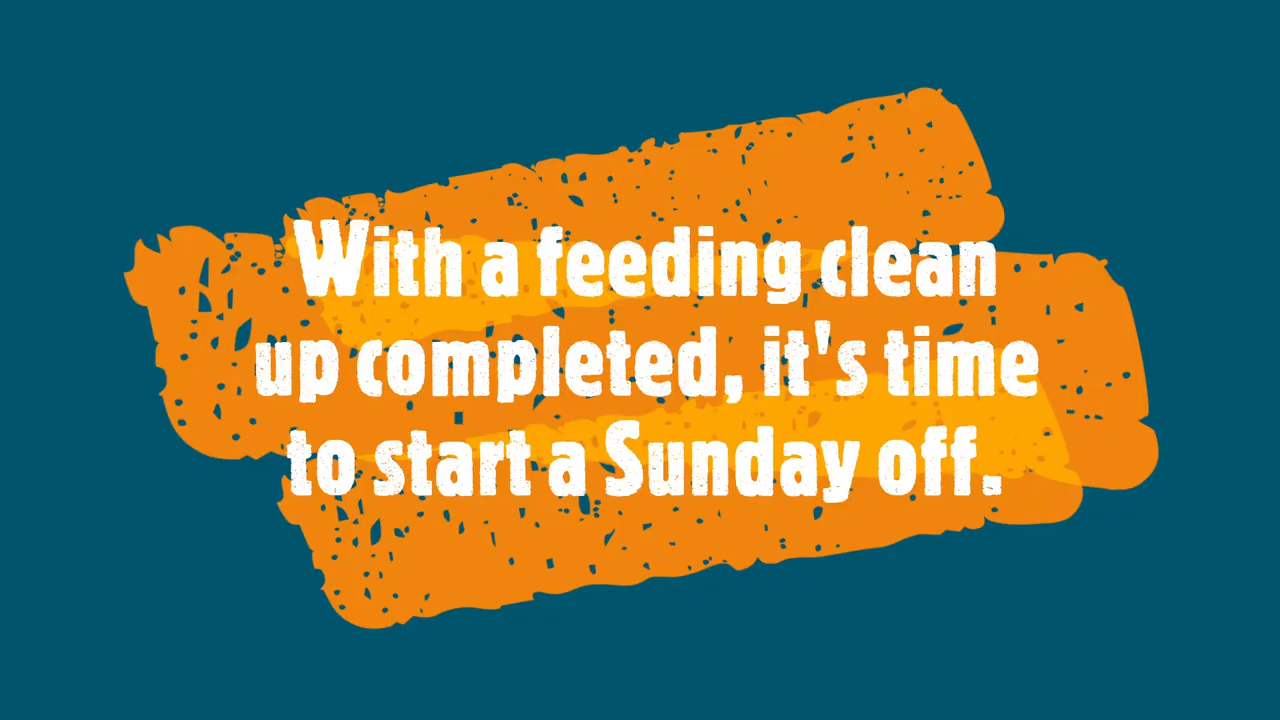 With a feeding clean
up completed, it's time
to start a Sunday off.